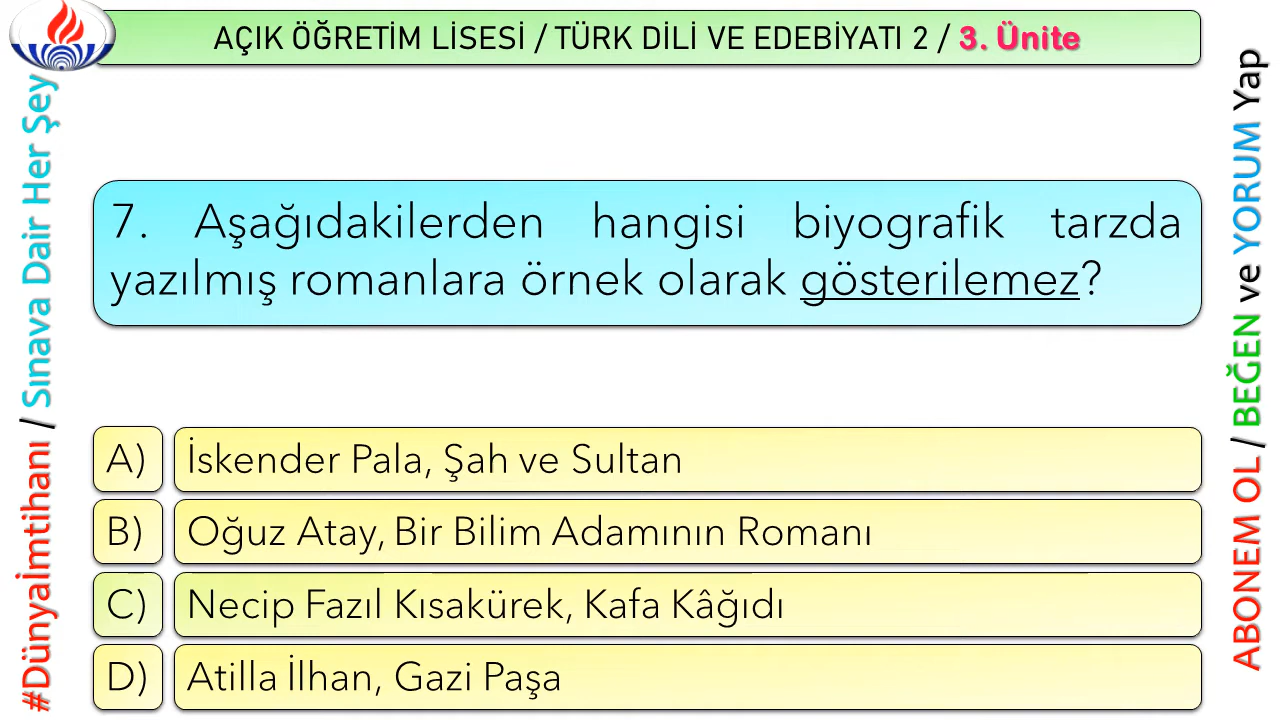 AÇIK ÖĞRETİM LİSESİ / TÜRK DİLİ VE EDEBİYATI 2 / 3. Ünite
#Dünyaİmtihanı / Sınava Dair Her Şey
7. Aşağıdakilerden hangisi biyografik tarzda
yazılmış romanlara örnek olarak gösterilemez?
A) İskender Pala, Şah ve Sultan
B) Oğuz Atay, Bir Bilim Adamının Romanı
C) Necip Fazıl Kısakürek, Kafa Kâğıdı
D) Atilla İlhan, Gazi Paşa
ABONEM OL / BEĞEN ve YORUM Yap